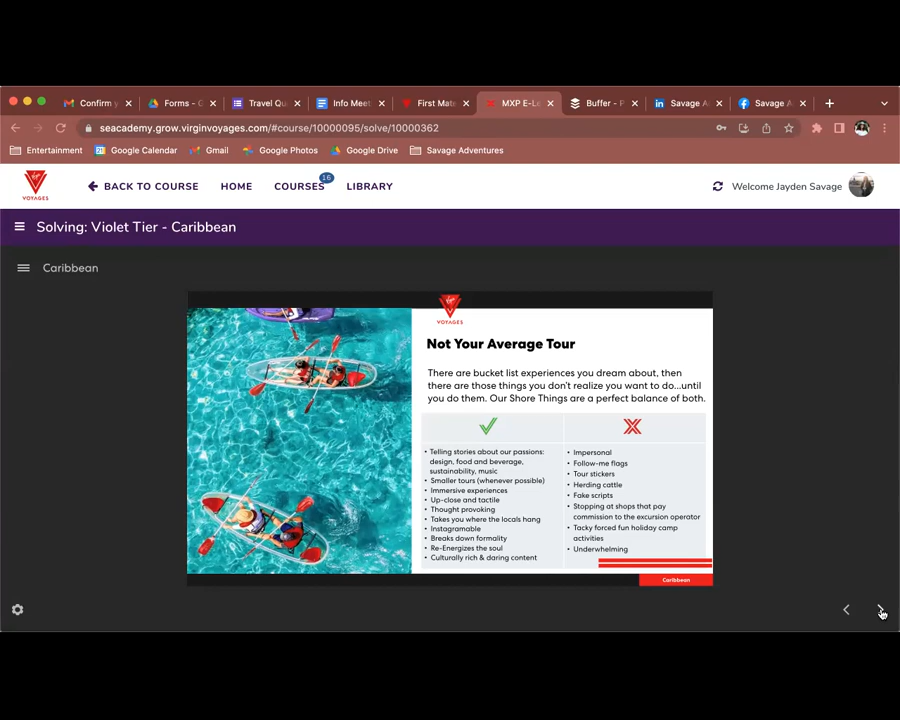 Confirm y
Forms - G
Travel Qu
Info Meet
First Mate
MXP E-Le
Buffer - P
Savage A
Savage A
seacademy.grow.virginvoyages.com/#course/10000095/solve/10000362
Entertainment
Google Calendar
Gmail
Google Photos
Google Drive
Savage Adventures
Virgin
VOYAGES
BACK TO COURSE
HOME
COURSES
16
LIBRARY
Welcome Jayden Savage
Solving: Violet Tier - Caribbean
Caribbean
Virgin
VOYAGES
Not Your Average Tour
There are bucket list experiences you dream about, then
there are those things you don't realize you want to do...until
you do them. Our Shore Things are a perfect balance of both.
• Telling stories about our passions:
design, food and beverage,
sustainability, music
• Smaller tours (whenever possible)
• Immersive experiences
• Up-close and tactile
• Thought provoking
• Takes you where the locals hang
• Instagramable
• Breaks down formality
• Re-Energizes the soul
• Culturally rich & daring content
• Impersonal
• Follow-me flags
• Tour stickers
• Herding cattle
• Fake scripts
• Stopping at shops that pay
commission to the excursion operator
• Tacky forced fun holiday camp
activities
• Underwhelming
Caribbean